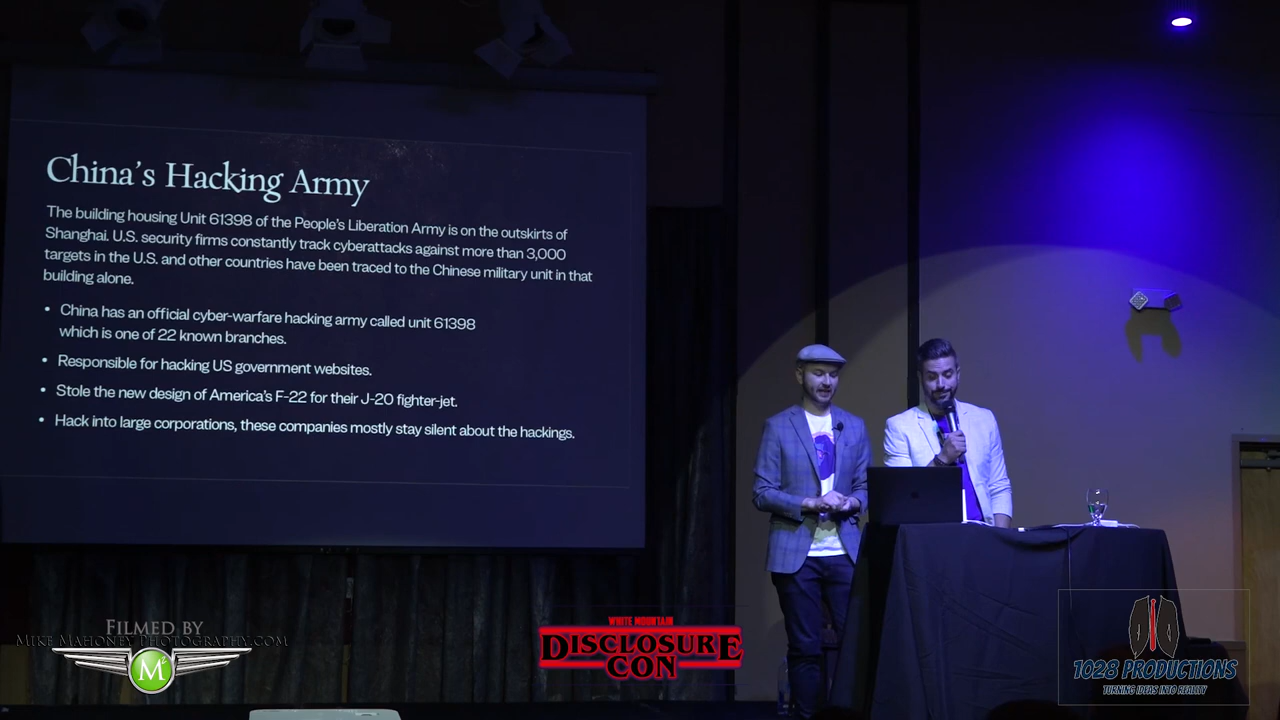 China's Hacking Army
The building housing Unit 61398 of the People's Liberation Army is on the outskirts of
Shanghai. U.S. security firms constantly track cyberattacks against more than 3,000
targets in the U.S. and other countries have been traced to the Chinese military unit in that
building alone.
• China has an official cyber-warfare hacking army called unit 61398
which is one of 22 known branches.
• Responsible for hacking US government websites.
• Stole the new design of America's F-22 for their J-20 fighter-jet.
• Hack into large corporations, these companies mostly stay silent about the hackings.
Filmed by
Mike Mahoney Photography.com
M
White Mountain
Disclosure
Con
1028 Productions
Turning Ideas Into Reality